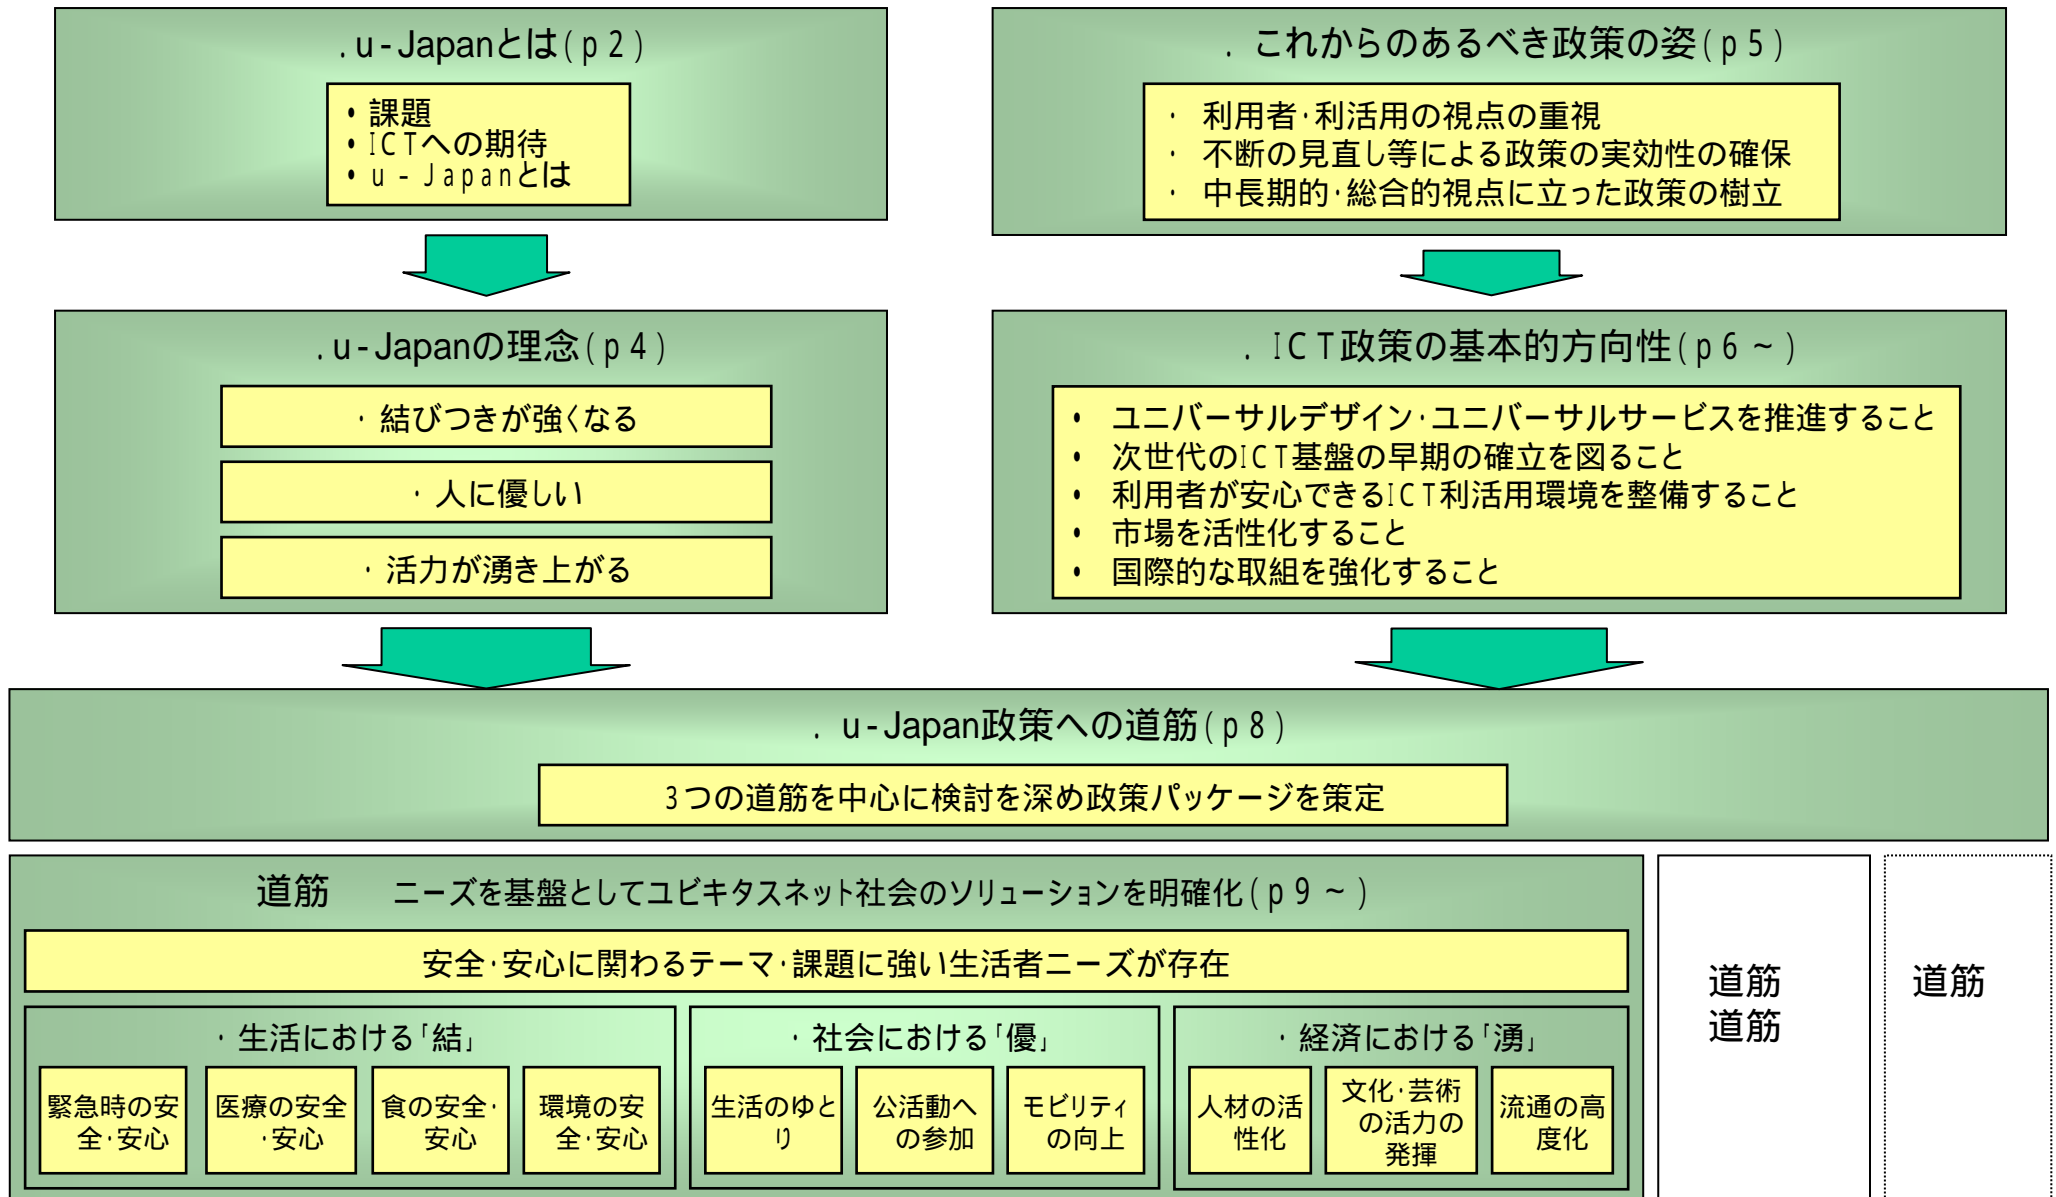 ．u-Japanとは(p2)
• 課題
• ICTへの期待
• u-Japanとは
．u-Japanの理念(p4)
・結びつきが強くなる
・人に優しい
・活力が湧き上がる
．これからのあるべき政策の姿(p5)
・ 利用者・利活用の視点の重視
・ 不断の見直し等による政策の実効性の確保
・ 中長期的・総合的視点に立った政策の樹立
．ICT政策の基本的方向性(p6～)
• ユニバーサルデザイン・ユニバーサルサービスを推進すること
• 次世代のICT基盤の早期の確立を図ること
• 利用者が安心できるICT利活用環境を整備すること
• 市場を活性化すること
• 国際的な取組を強化すること
．u-Japan政策への道筋(p8)
3つの道筋を中心に検討を深め政策パッケージを策定
道筋 ニーズを基盤としてユビキタスネット社会のソリューションを明確化(p9～)
安全・安心に関わるテーマ・課題に強い生活者ニーズが存在
・生活における「結」
緊急時の安
全・安心
医療の安全
・安心
食の安全・
安心
環境の安
全・安心
・社会における「優」
生活のゆと
り
公活動へ
の参加
モビリティ
の向上
・経済における「湧」
人材の活
性化
文化・芸術
の活力の
発揮
流通の高
度化
道筋
道筋
道筋